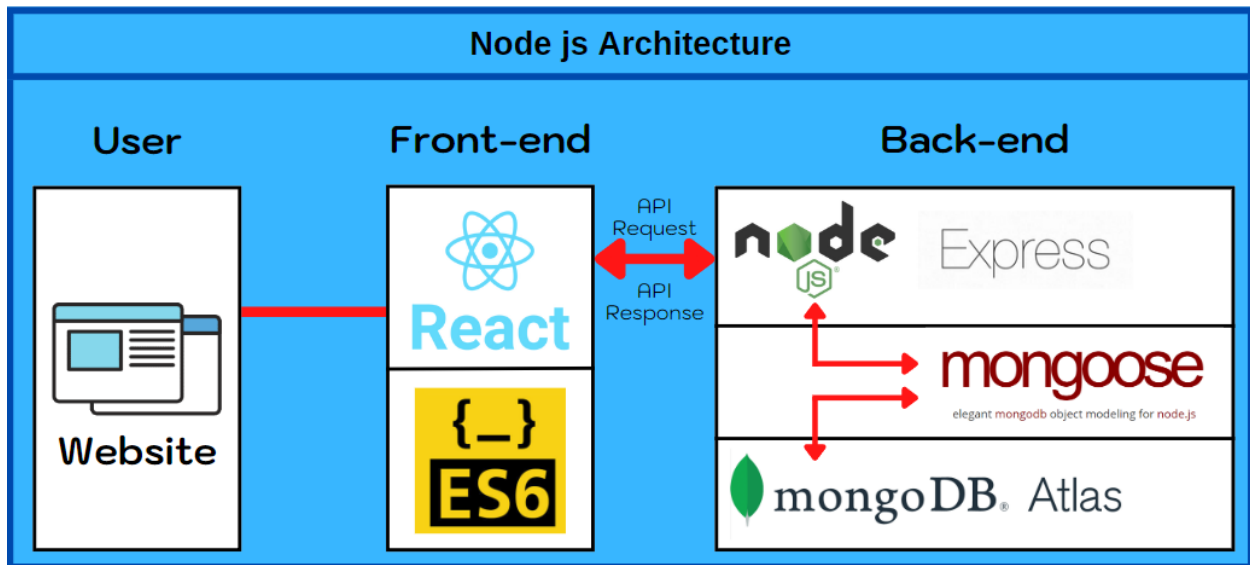 Node js Architecture
User
Front-end
Back-end
Website
React
{_}
ES6
API
Request
API
Response
node
JS®
Express
mongoose
elegant mongodb object modeling for node.js
mongoDB® Atlas